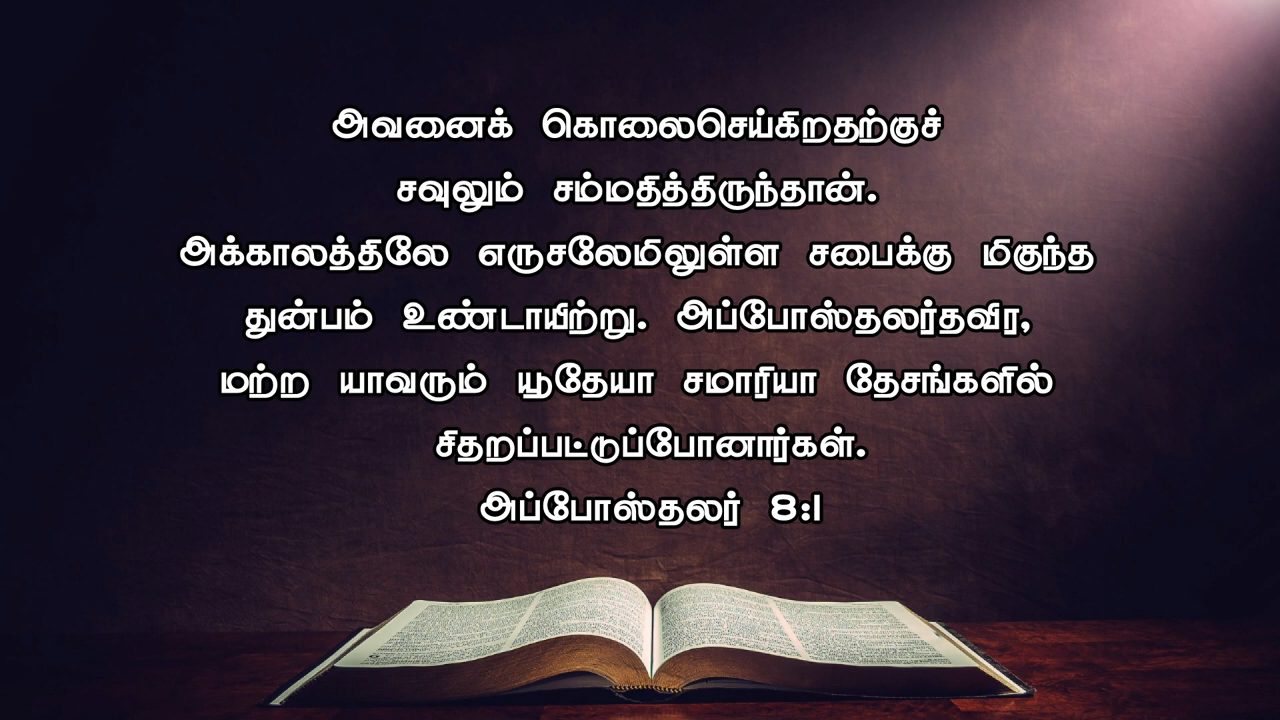 அவனைக் கொலைசெய்கிறதற்குச்
சவுலும் சம்மதித்திருந்தான்.
அக்காலத்திலே எருசலேமிலுள்ள சபைக்கு மிகுந்த
துன்பம் உண்டாயிற்று. அப்போஸ்தலர்தவிர,
மற்ற யாவரும் யூதேயா சமாரியா தேசங்களில்
சிதறப்பட்டுப்போனார்கள்.
அப்போஸ்தலர் 8:1